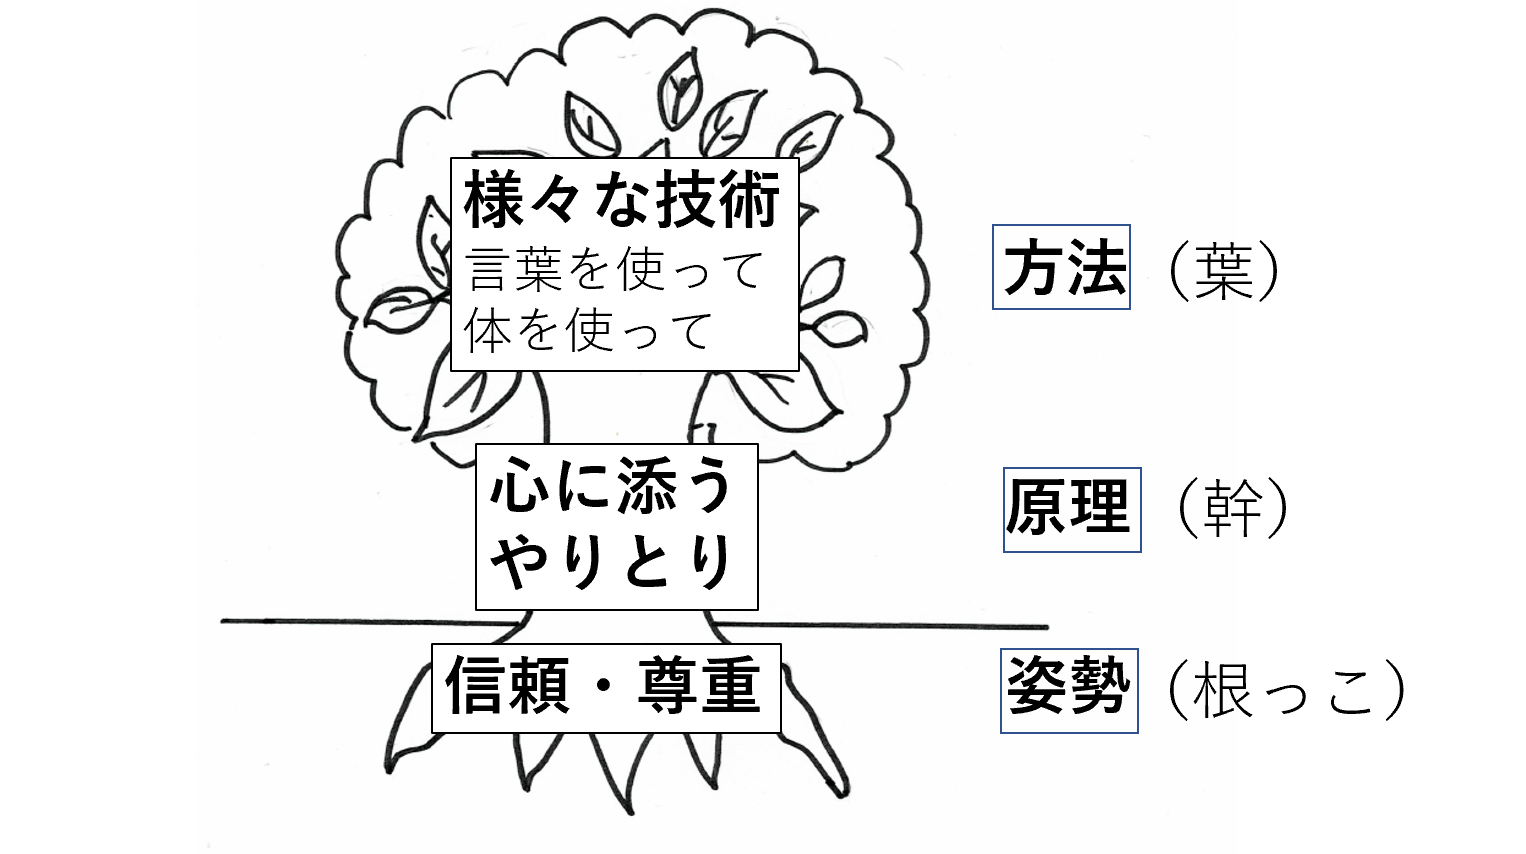 様々な技術
言葉を使って
体を使って
方法（葉）
心に添う
やりとり
原理（幹）
信頼・尊重
姿勢（根っこ）